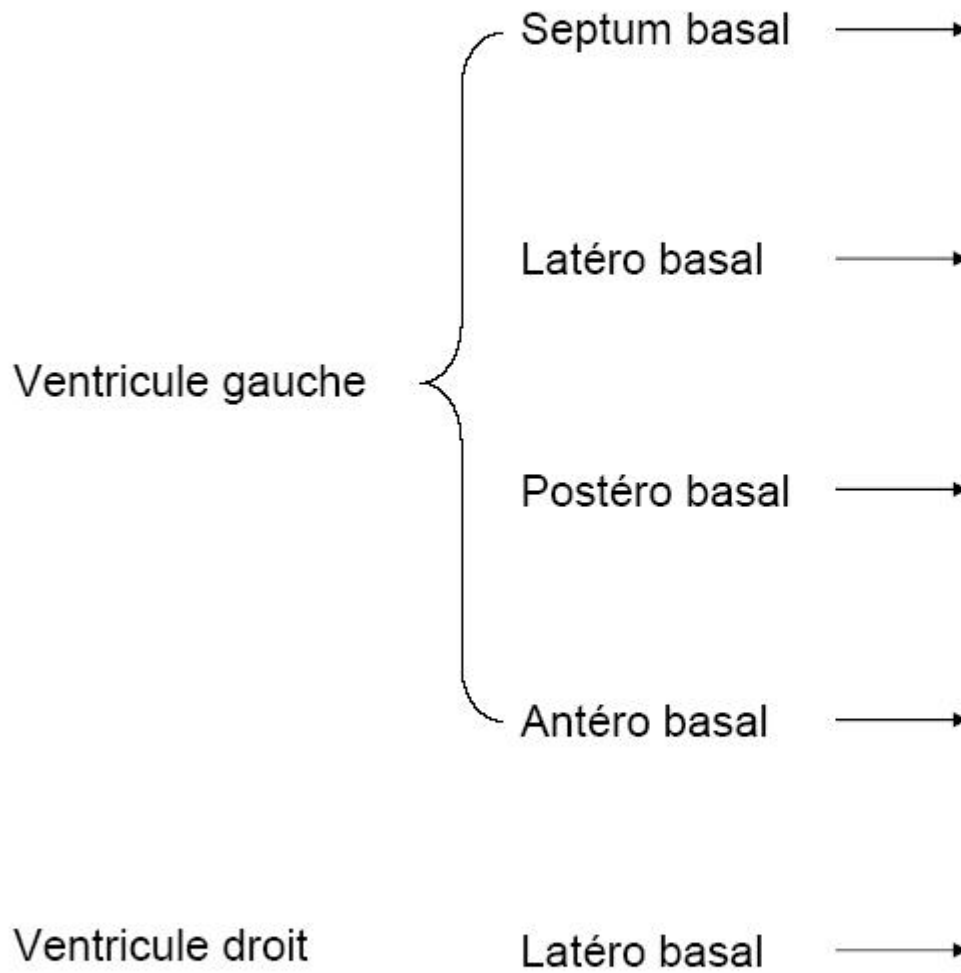 Septum basal
Latéro basal
Ventricule gauche
Postéro basal
Antéro basal
Ventricule droit Latéro basal